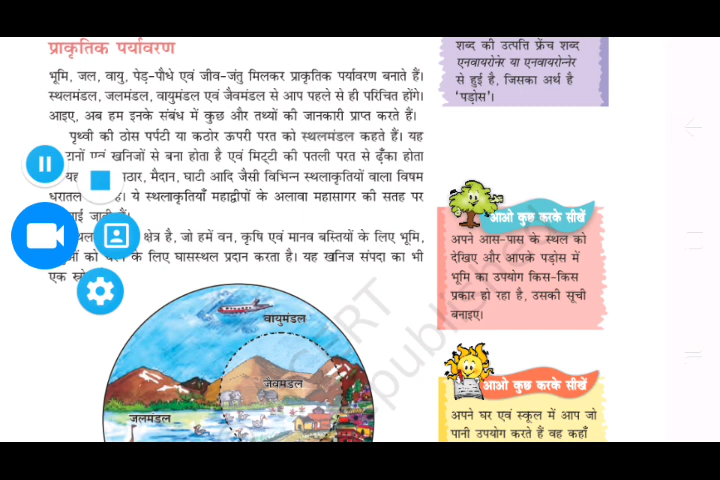 प्राकृतिक पर्यावरण
भूमि, जल, वायु, पेड़-पौधे एवं जीव-जंतु मिलकर प्राकृतिक पर्यावरण बनाते हैं।
स्थलमंडल, जलमंडल, वायुमंडल एवं जैवमंडल से आप पहले से ही परिचित होंगे।
आइए, अब हम इनके संबंध में कुछ और तथ्यों की जानकारी प्राप्त करते हैं।
पृथ्वी की ठोस पर्पटी या कठोर ऊपरी परत को स्थलमंडल कहते हैं। यह
एवं खनिजों से बना होता है एवं मिट्टी की पतली परत से ढँका होता
मैदान, घाटी आदि जैसी विभिन्न स्थलाकृतियों वाला विषम
धरातल ये स्थलाकृतियाँ महाद्वीपों के अलावा महासागर की सतह पर
क्षेत्र है, जो हमें वन, कृषि एवं मानव बस्तियों के लिए भूमि,
को के लिए घासस्थल प्रदान करता है। यह खनिज संपदा का भी
एक
वायुमंडल
जैवमंडल
जलमंडल
शब्द की उत्पत्ति फ्रेंच शब्द
एनवायरोनेर या एनवायरोन्नेर
से हुई है, जिसका अर्थ है
'पड़ोस'।
आओ कुछ करके सीखें
अपने आस-पास के स्थल को
देखिए और आपके पड़ोस में
भूमि का उपयोग किस-किस
प्रकार हो रहा है, उसकी सूची
बनाइए।
आओ कुछ करके सीखें
अपने घर एवं स्कूल में आप जो
पानी उपयोग करते हैं वह कहाँ